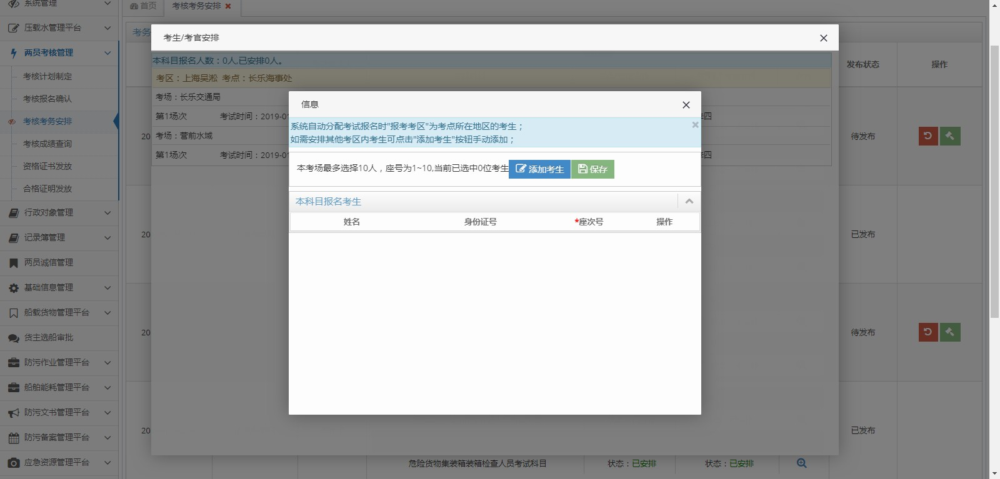 系统管理
压载水管理平台
两员考核管理
考核计划制定
考核报名确认
考核考务安排
考核成绩查询
资格证书发放
合格证明发放
行政对象管理
记录簿管理
两员诚信管理
基础信息管理
船载货物管理平台
货主选船审批
防污作业管理平台
船舶能耗管理平台
防污文书管理平台
防污备案管理平台
应急资源管理平台
首页
考核考务安排
考务
考生/考官安排
本科目报名人数：0人,已安排0人。
考区：上海吴淞 考点：长乐海事处
考场：长乐交通局
第1场次 考试时间：2019-01
四
考场：营前水域
第1场次 考试时间：2019-01
四
信息
系统自动分配考试报名时"报考考区"为考点所在地区的考生；
如需安排其他考区内考生可点击"添加考生"按钮手动添加；
本考场最多选择10人，座号为1~10,当前已选中0位考生 添加考生 保存
本科目报名考生
姓名 身份证号 *座次号 操作
发布状态 操作
20 待发布
20 已发布
20 待发布
20 已发布
危险货物集装箱装箱检查人员考试科目 状态：已安排 状态：已安排